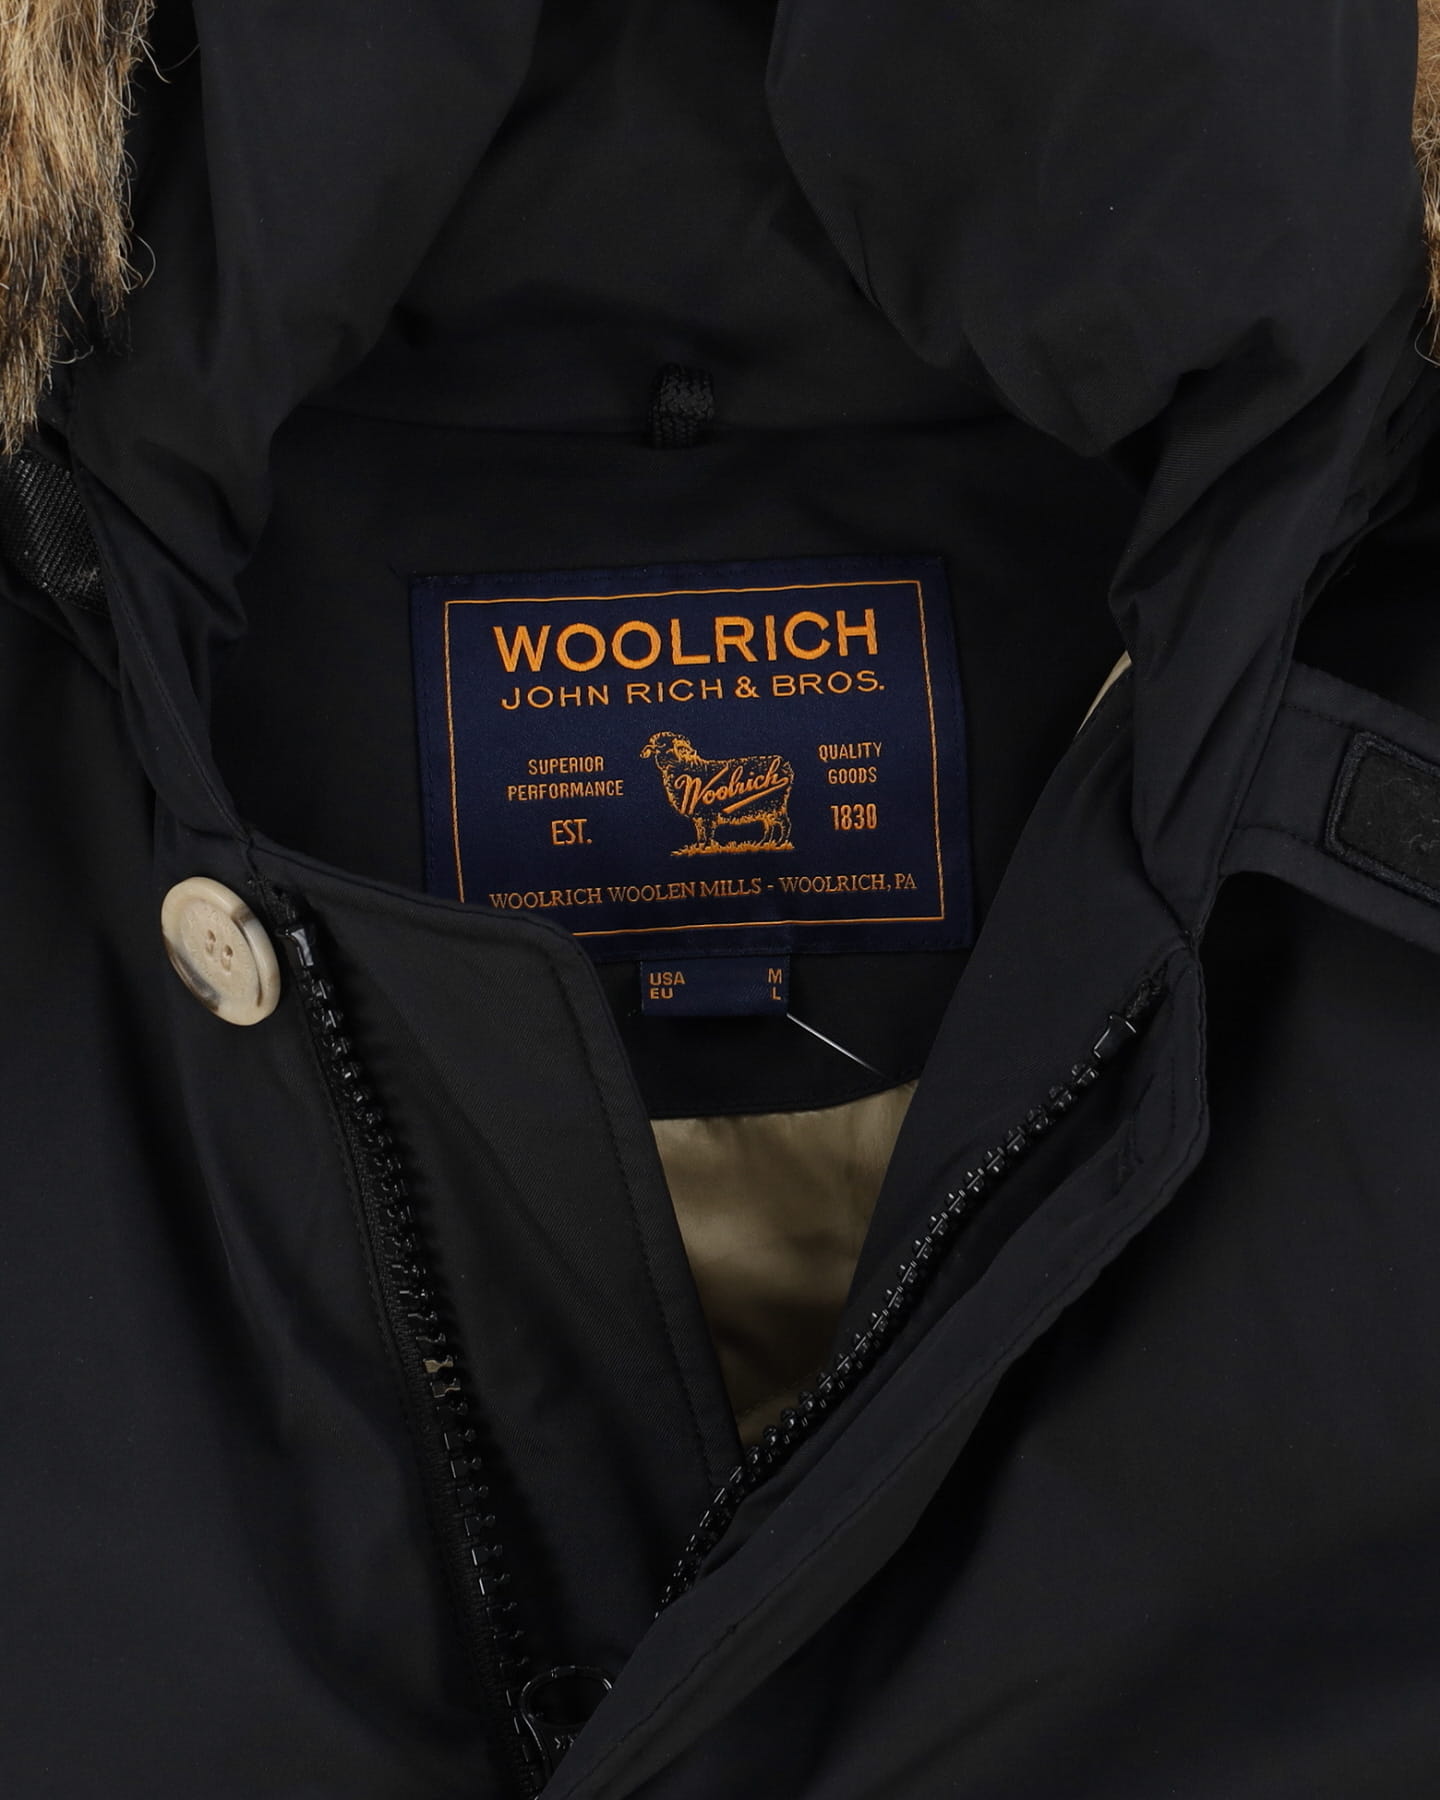 WOOLRICH
JOHN RICH & BROS.
SUPERIOR
PERFORMANCE
EST.
Woolrich
QUALITY
GOODS
1830
WOOLRICH WOOLEN MILLS - WOOLRICH, PA
USA M
EU L